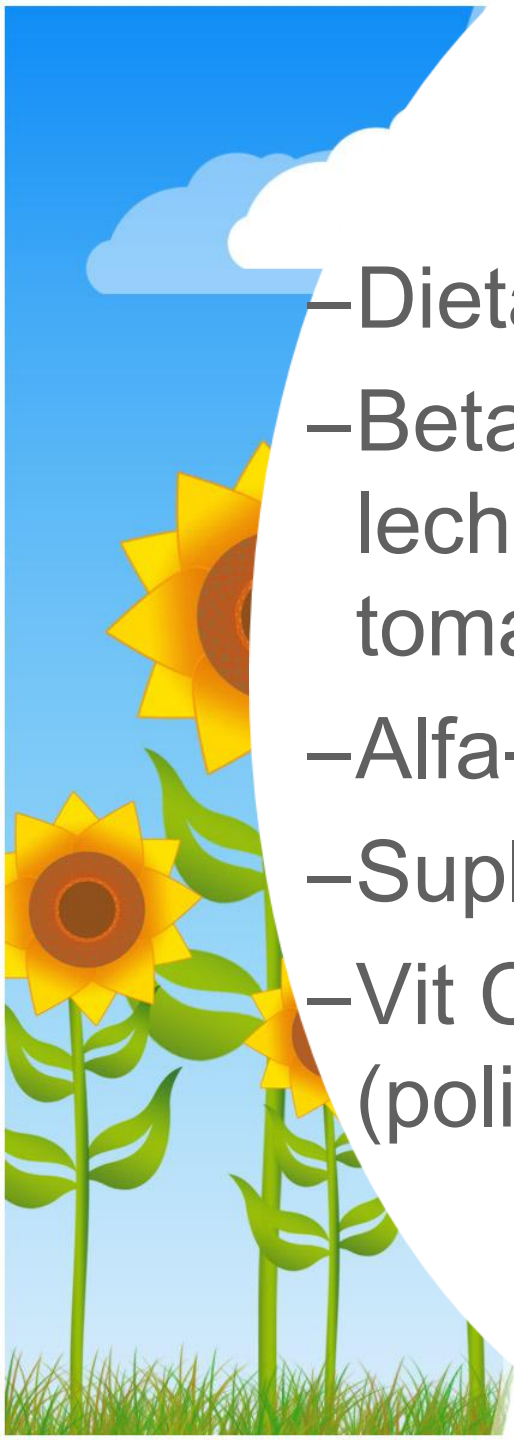 –Dieta
–Beta
lech
toma
–Alfa-
–Supl
–Vit C
(poli